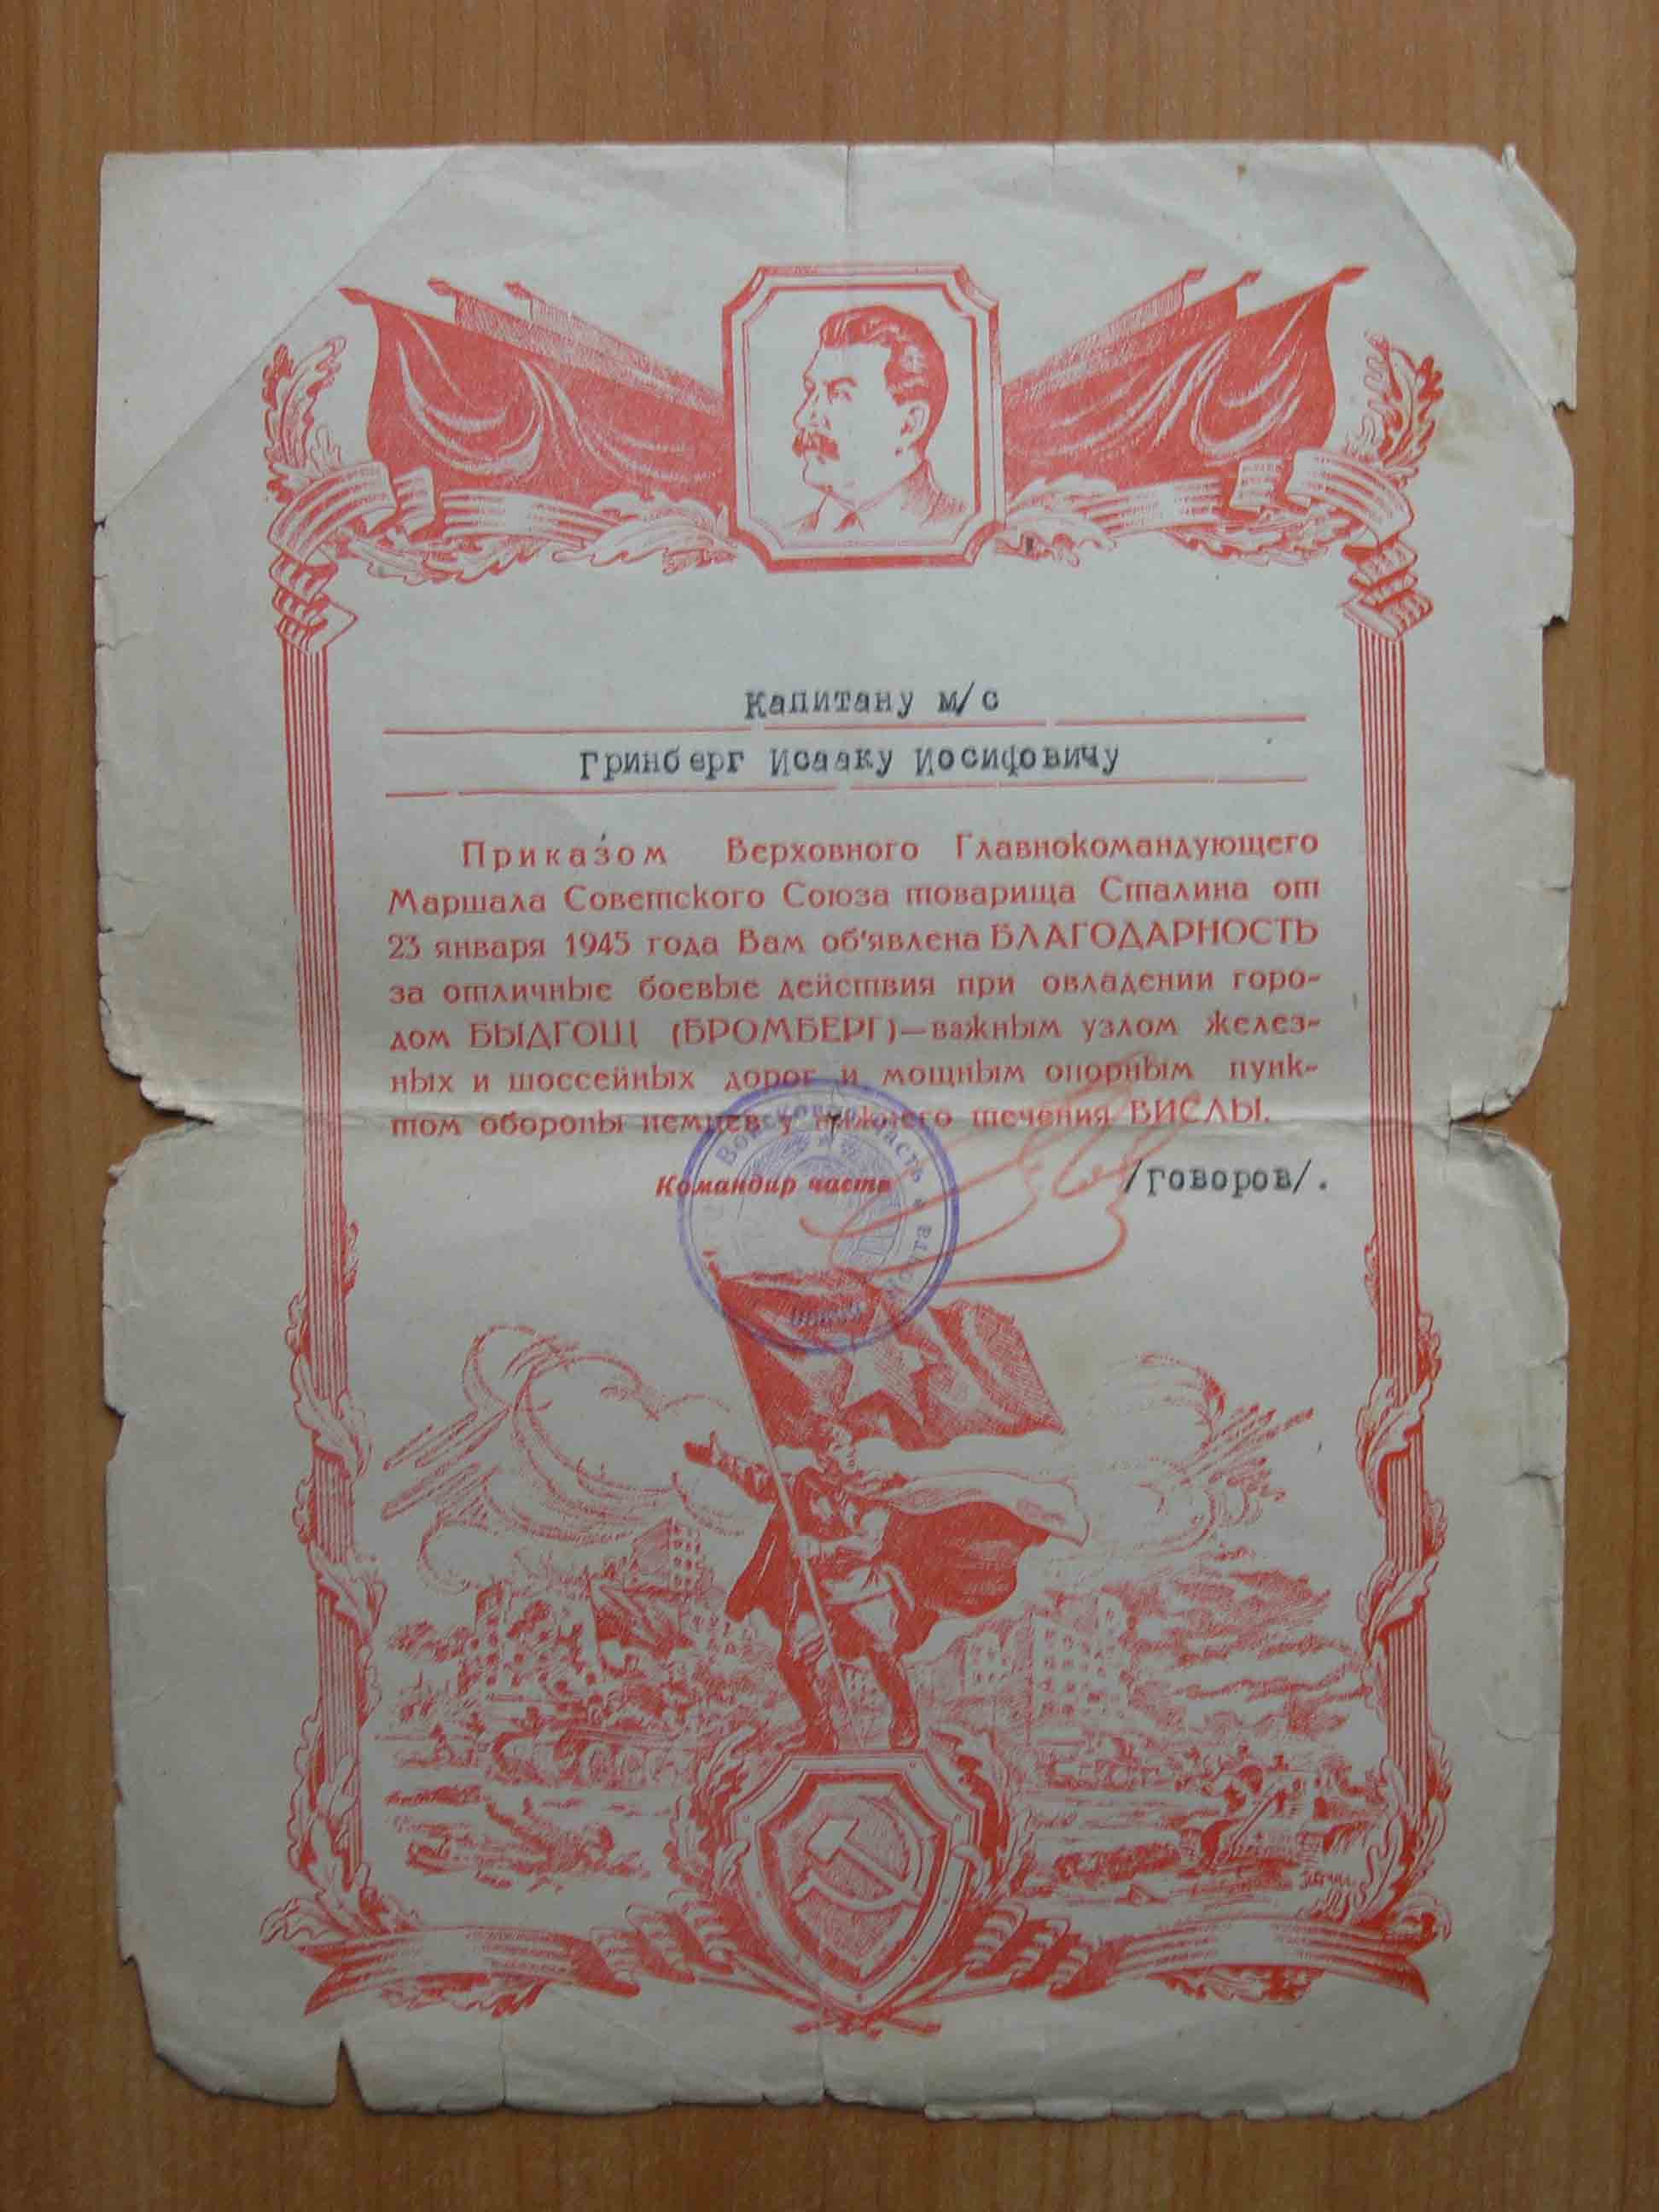 Капитану м/с
Гринберг Исааку Иосифовичу
Приказом Верховного Главнокомандующего
Маршала Советского Союза товарища Сталина от
23 января 1945 года Вам об'явлена БЛАГОДАРНОСТЬ
за отличные боевые действия при овладении горо-
дом БЫДГОЩ (БРОМБЕРГ)—важным узлом желез-
ных и шоссейных дорог и мощным опорным пунк-
том обороны немцев у нижнего течения ВИСЛЫ.
Войсковая часть
Командир части
/Говоров/.